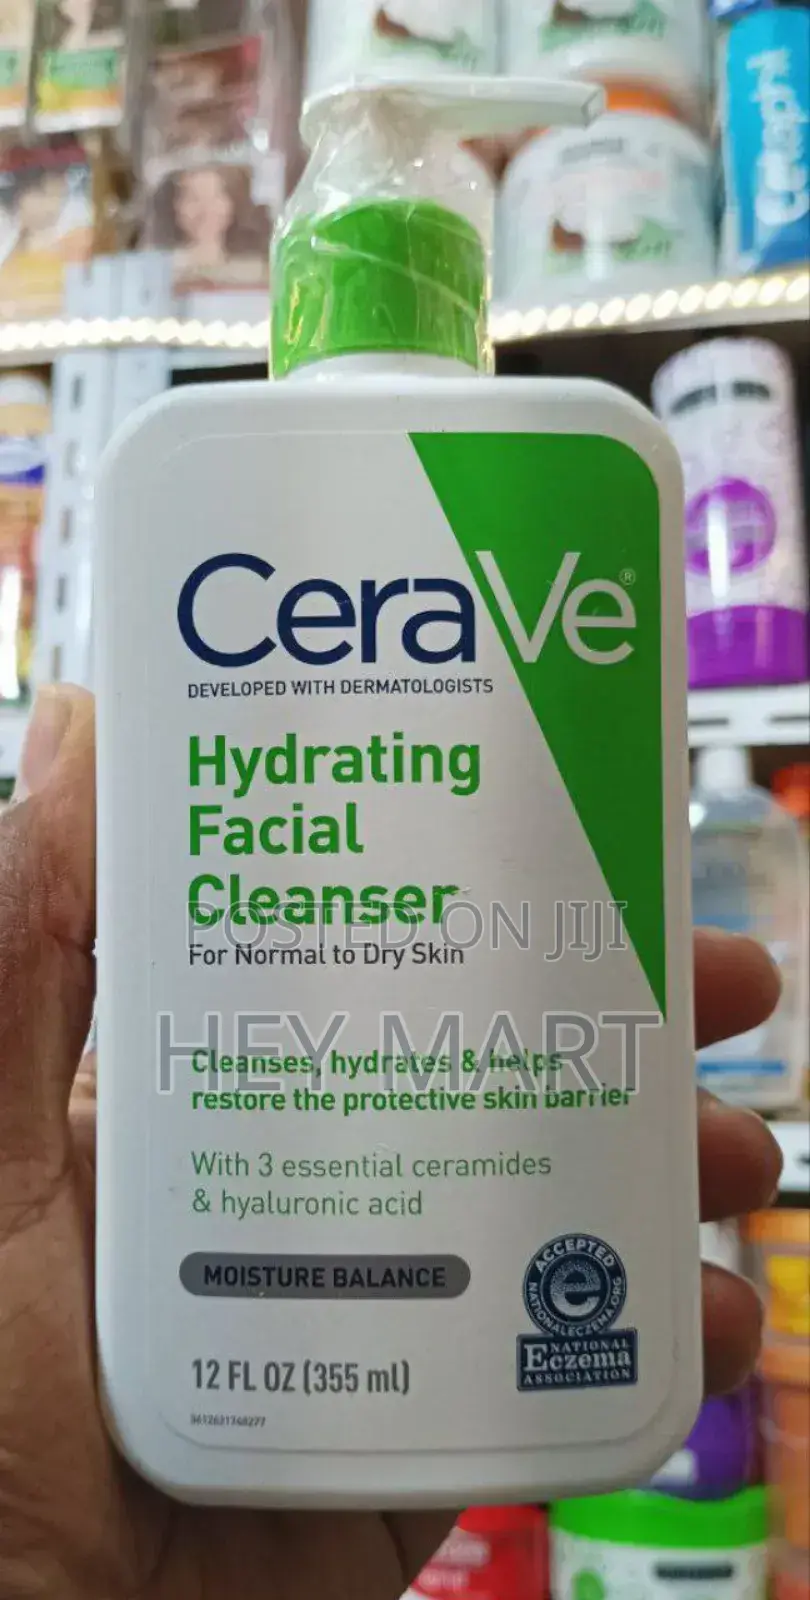 CeraVe®
DEVELOPED WITH DERMATOLOGISTS
Hydrating
Facial
Cleanser
POSTED ON JIJI
For Normal to Dry Skin
HEY MART
Cleanses, hydrates & helps
restore the protective skin barrier
With 3 essential ceramides
& hyaluronic acid
MOISTURE BALANCE
ACCEPTED
e
NATIONALECZEMA.ORG
NATIONAL
Eczema
ASSOCIATION
12 FL OZ (355 ml)